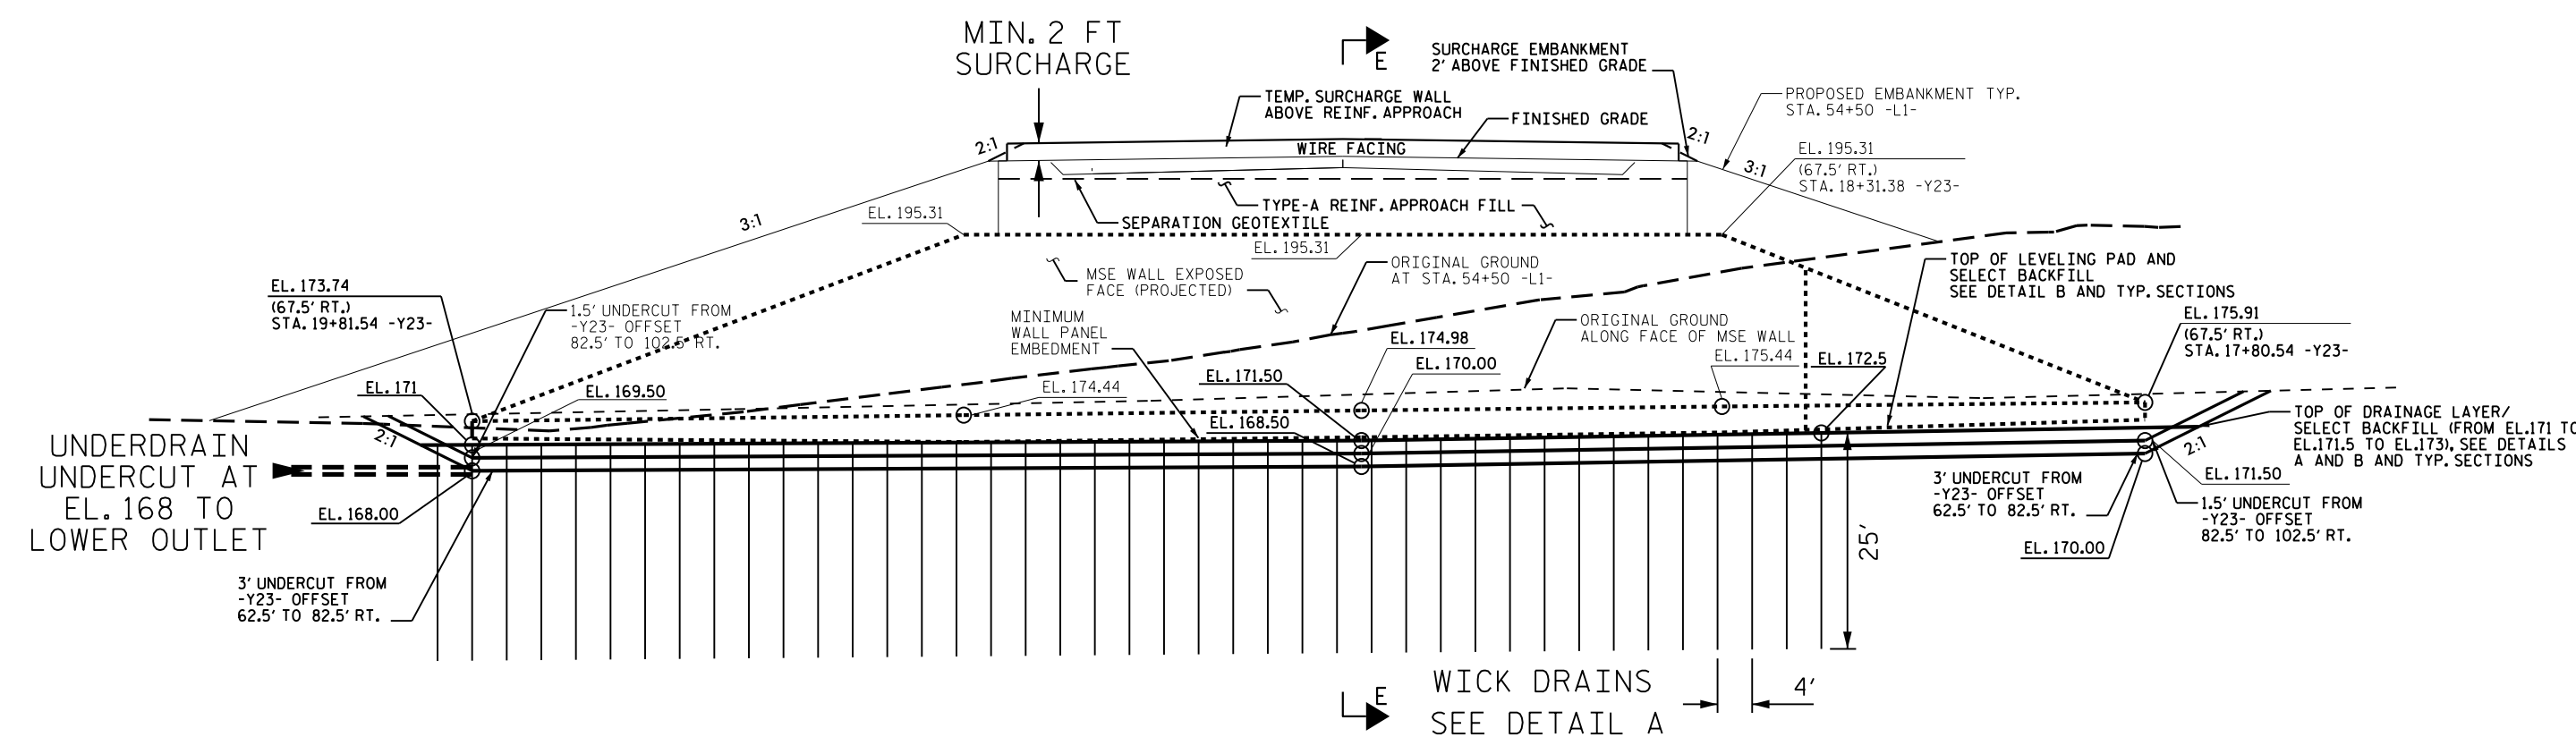 MIN. 2 FT
SURCHARGE
E
SURCHARGE EMBANKMENT
2' ABOVE FINISHED GRADE
TEMP. SURCHARGE WALL
ABOVE REINF. APPROACH
FINISHED GRADE
PROPOSED EMBANKMENT TYP.
STA. 54+50 -L1-
2:1
WIRE FACING
2:1
3:1
EL. 195.31
(67.5' RT.)
STA. 18+31.38 -Y23-
3:1
EL. 195.31
TYPE-A REINF. APPROACH FILL
SEPARATION GEOTEXTILE
EL. 195.31
MSE WALL EXPOSED
FACE (PROJECTED)
ORIGINAL GROUND
AT STA. 54+50 -L1-
TOP OF LEVELING PAD AND
SELECT BACKFILL
SEE DETAIL B AND TYP. SECTIONS
EL. 173.74
(67.5' RT.)
STA. 19+81.54 -Y23-
1.5' UNDERCUT FROM
-Y23- OFFSET
82.5' TO 102.5' RT.
MINIMUM
WALL PANEL
EMBEDMENT
ORIGINAL GROUND
ALONG FACE OF MSE WALL
EL. 175.91
(67.5' RT.)
STA. 17+80.54 -Y23-
EL. 174.98
EL. 170.00
EL. 175.44
EL. 172.5
EL. 171
EL. 169.50
EL. 174.44
EL. 171.50
EL. 168.50
2:1
UNDERDRAIN
UNDERCUT AT
EL. 168 TO
LOWER OUTLET
TOP OF DRAINAGE LAYER/
SELECT BACKFILL (FROM EL.171 TO
EL.171.5 TO EL.173), SEE DETAILS
A AND B AND TYP. SECTIONS
2:1
EL. 171.50
3' UNDERCUT FROM
-Y23- OFFSET
62.5' TO 82.5' RT.
1.5' UNDERCUT FROM
-Y23- OFFSET
82.5' TO 102.5' RT.
EL. 168.00
EL. 170.00
25'
3' UNDERCUT FROM
-Y23- OFFSET
62.5' TO 82.5' RT.
E
WICK DRAINS
SEE DETAIL A
4'